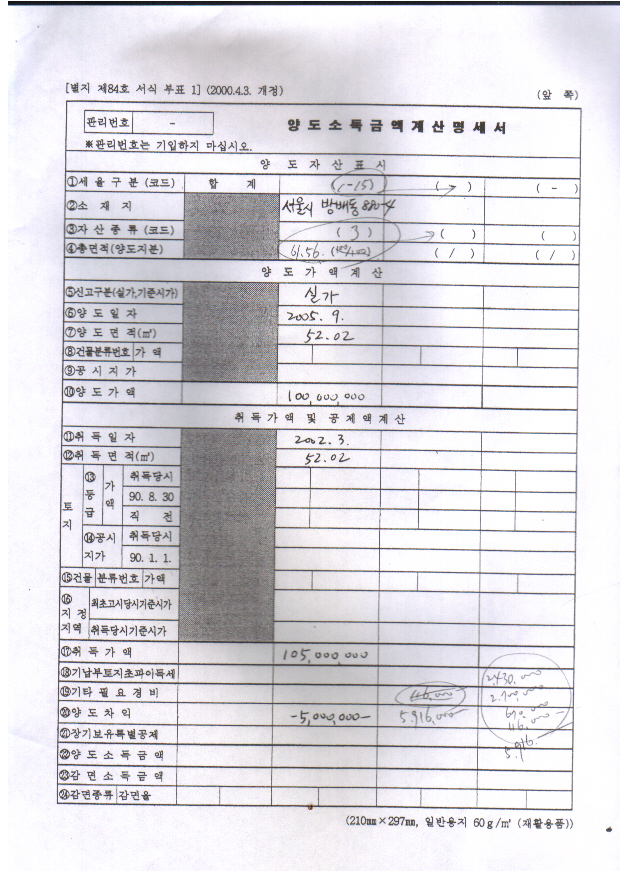 [별지 제84호 서식 부표 1] (2000.4.3. 개정)
(앞 쪽)
관리번호 -
양도소득금액계산명세서
※관리번호는 기입하지 마십시오.
양 도 자 산 표 시
①세 율 구 분 (코드) 합 계 (1-15) ( - ) ( - )
②소 재 지 서울시 방배동
③자 산 종 류 (코드) ( 3 ) ( ) ( )
④총면적(양도지분) 61.56. ( / ) ( / )
양 도 가 액 계 산
⑤신고구분(실가,기준시가) 실가
⑥양 도 일 자 2005. 9.
⑦양 도 면 적(㎡) 52.02
⑧건물분류번호 가 액
⑨공 시 지 가
⑩양 도 가 액 100,000,000
취 득 가 액 및 공 제 액 계 산
⑪취 득 일 자 2002. 3.
⑫취 득 면 적(㎡) 52.02
토지 ⑬등급 가액 취득당시
90. 8. 30
직 전
⑭공시지가 취득당시
90. 1. 1.
⑮건물 분류번호 가액
⑯지정지역 최초고시당시기준시가
취득당시기준시가
⑰취 득 가 액 105,000,000
⑱기납부토지초과이득세 2,430,000
⑲기타 필 요 경 비 116,000
⑳양 도 차 익 -5,000,000- 5,916,000
㉑장기보유특별공제 5,916.
㉒양 도 소 득 금 액
㉓감 면 소 득 금 액
㉔감면종류 감면율
(210㎜×297㎜, 일반용지 60g/㎡ (재활용품))